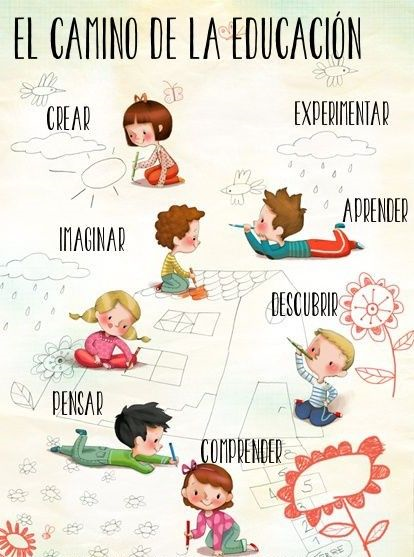 EL CAMINO DE LA EDUCACIÓN
CREAR
EXPERIMENTAR
APRENDER
IMAGINAR
DESCUBRIR
PENSAR
COMPRENDER